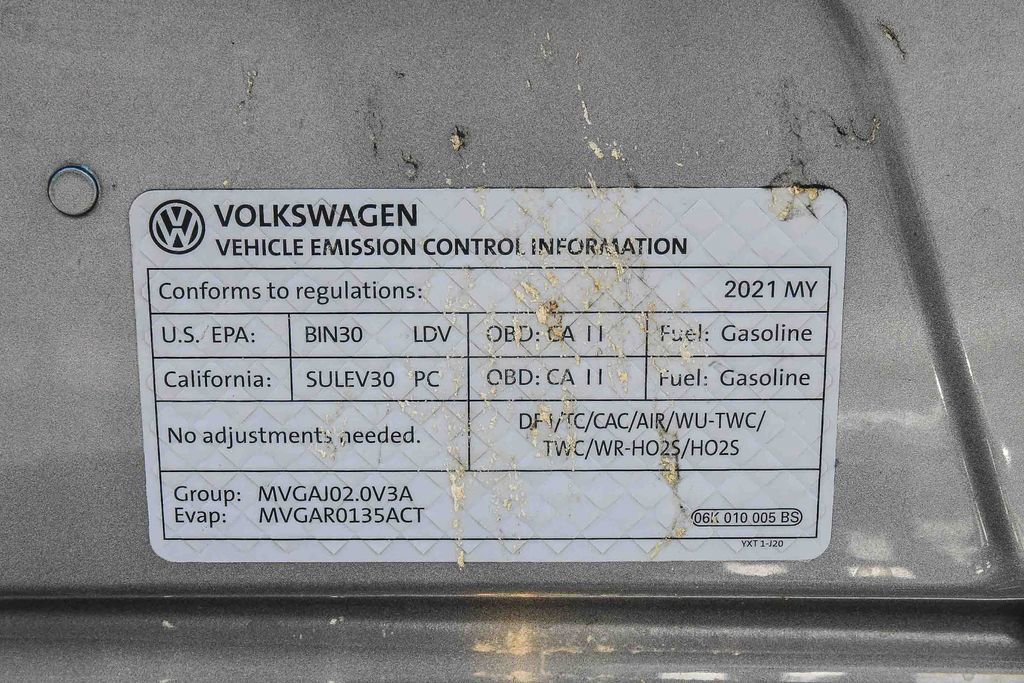 VOLKSWAGEN
VEHICLE EMISSION CONTROL INFORMATION
Conforms to regulations: 2021 MY
U.S. EPA: BIN30 LDV OBD: CA II Fuel: Gasoline
California: SULEV30 PC OBD: CA II Fuel: Gasoline
No adjustments needed.
DFI/TC/CAC/AIR/WU-TWC/
TWC/WR-HO2S/HO2S
Group: MVGAJ02.0V3A
Evap: MVGAR0135ACT
06K 010 005 BS
YXT 1-J20